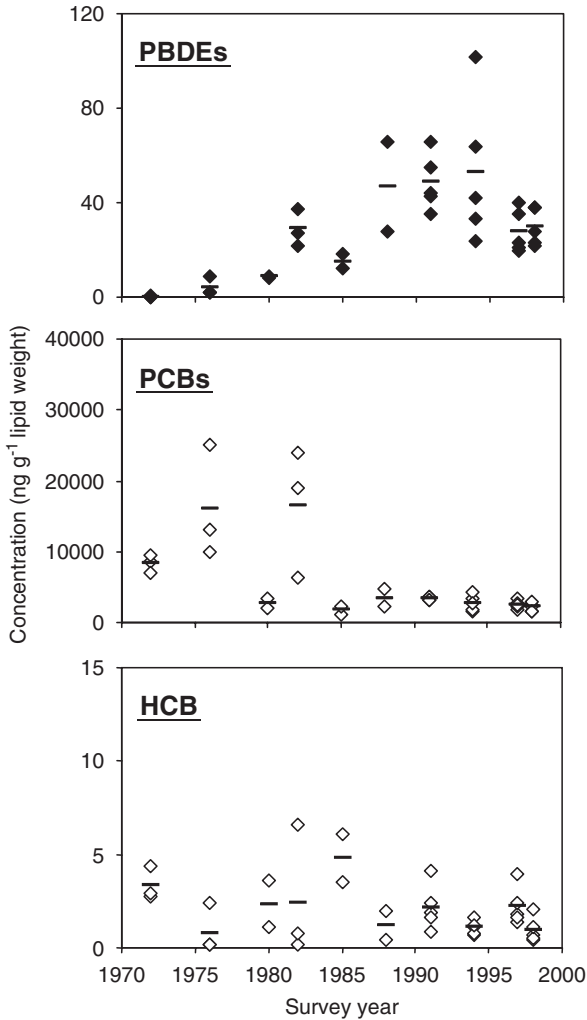 120
PBDEs
80
40
0
40000
PCBs
30000
20000
10000
0
Concentration (ng g-1 lipid weight)
15
HCB
10
5
0
1970 1975 1980 1985 1990 1995 2000
Survey year